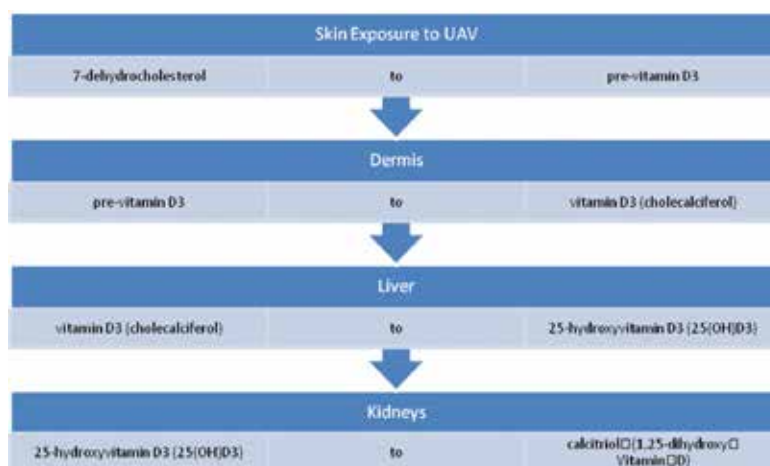 Skin Exposure to UAV
7-dehydrocholesterol to pre-vitamin D3
Dermis
pre-vitamin D3 to vitamin D3 (cholecalciferol)
Liver
vitamin D3 (cholecalciferol) to 25-hydroxyvitamin D3 (25(OH)D3)
Kidneys
25-hydroxyvitamin D3 (25(OH)D3) to calcitriol□(1,25-dihydroxy□
Vitamin□D)